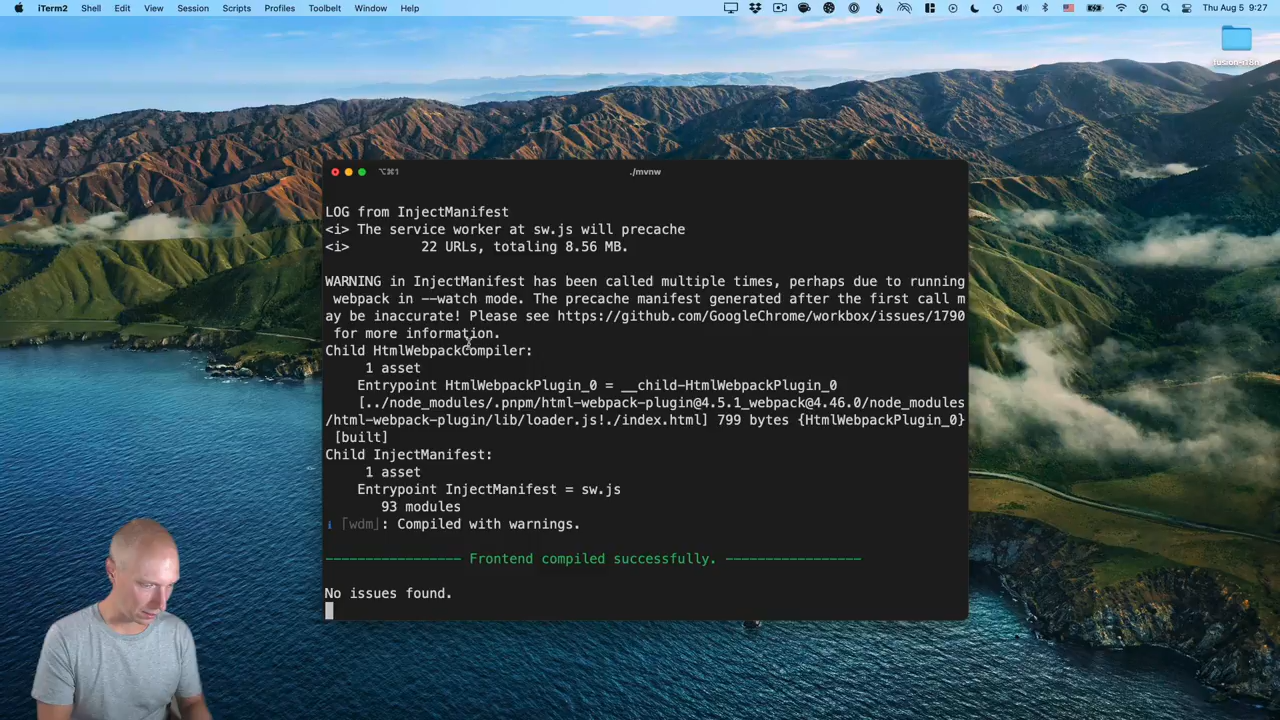 iTerm2 Shell Edit View Session Scripts Profiles Toolbelt Window Help Thu Aug 5 9:27
fusion-i18n
⌥⌘1 ./mvnw
LOG from InjectManifest
<i> The service worker at sw.js will precache
<i>         22 URLs, totaling 8.56 MB.
WARNING in InjectManifest has been called multiple times, perhaps due to running
webpack in --watch mode. The precache manifest generated after the first call m
ay be inaccurate! Please see https://github.com/GoogleChrome/workbox/issues/1790
for more information.
Child HtmlWebpackCompiler:
1 asset
Entrypoint HtmlWebpackPlugin_0 = __child-HtmlWebpackPlugin_0
[../node_modules/.pnpm/html-webpack-plugin@4.5.1_webpack@4.46.0/node_modules
/html-webpack-plugin/lib/loader.js!./index.html] 799 bytes {HtmlWebpackPlugin_0}
[built]
Child InjectManifest:
1 asset
Entrypoint InjectManifest = sw.js
93 modules
i ｢wdm｣: Compiled with warnings.
----------------- Frontend compiled successfully. -----------------
No issues found.